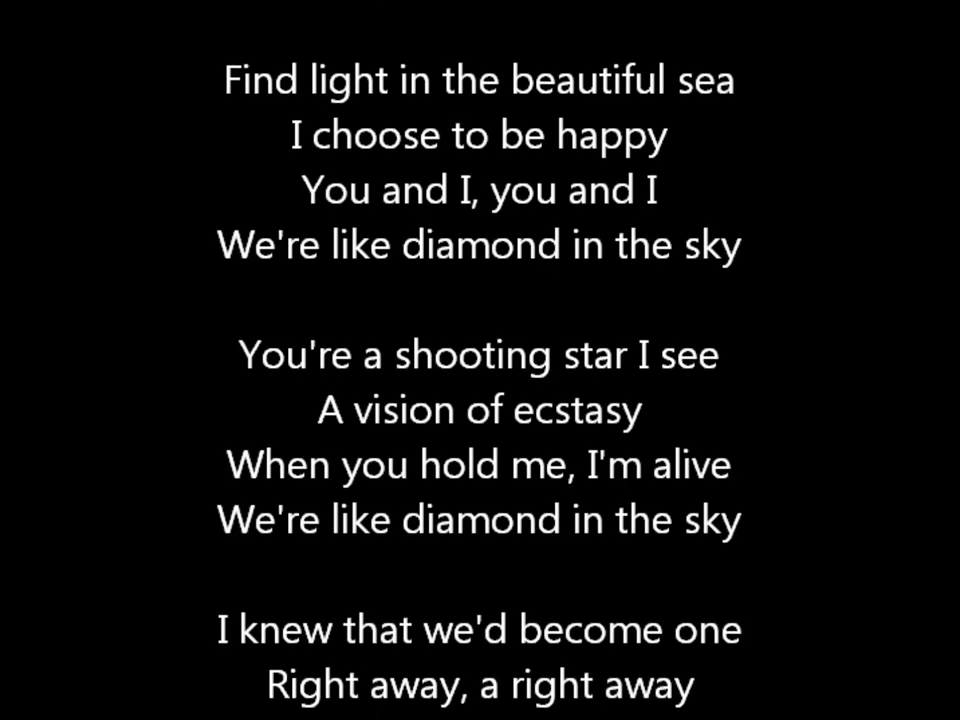 Find light in the beautiful sea
I choose to be happy
You and I, you and I
We're like diamond in the sky
You're a shooting star I see
A vision of ecstasy
When you hold me, I'm alive
We're like diamond in the sky
I knew that we'd become one
Right away, a right away